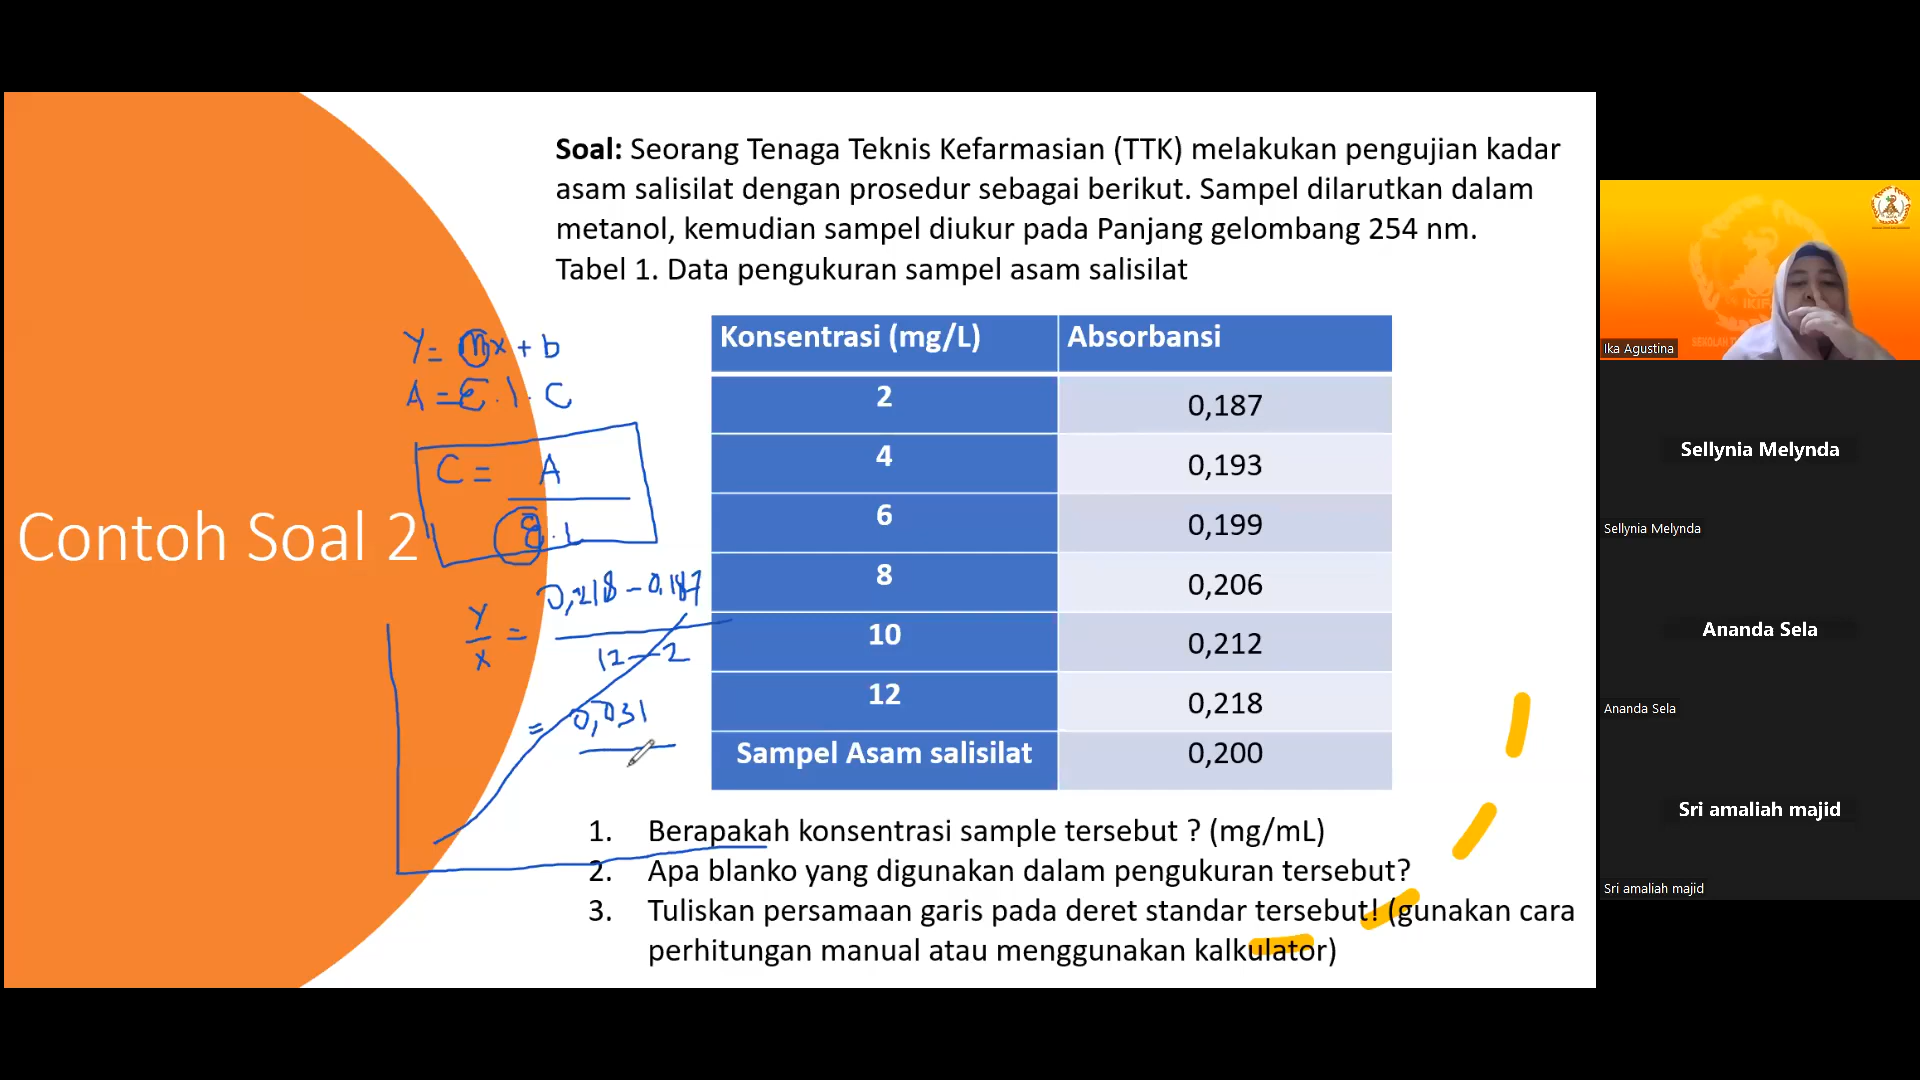 Soal: Seorang Tenaga Teknis Kefarmasian (TTK) melakukan pengujian kadar
asam salisilat dengan prosedur sebagai berikut. Sampel dilarutkan dalam
metanol, kemudian sampel diukur pada Panjang gelombang 254 nm.
Tabel 1. Data pengukuran sampel asam salisilat
Contoh Soal 2
Y = mx + b
A = ε . l . C
C = A
ε . l
Y
x
=
0,218 - 0,187
12 - 2
= 0,031
Konsentrasi (mg/L) Absorbansi
2 0,187
4 0,193
6 0,199
8 0,206
10 0,212
12 0,218
Sampel Asam salisilat 0,200
1. Berapakah konsentrasi sample tersebut ? (mg/mL)
2. Apa blanko yang digunakan dalam pengukuran tersebut?
3. Tuliskan persamaan garis pada deret standar tersebut! (gunakan cara
perhitungan manual atau menggunakan kalkulator)
Ika Agustina
Sellynia Melynda
Sellynia Melynda
Ananda Sela
Ananda Sela
Sri amaliah majid
Sri amaliah majid